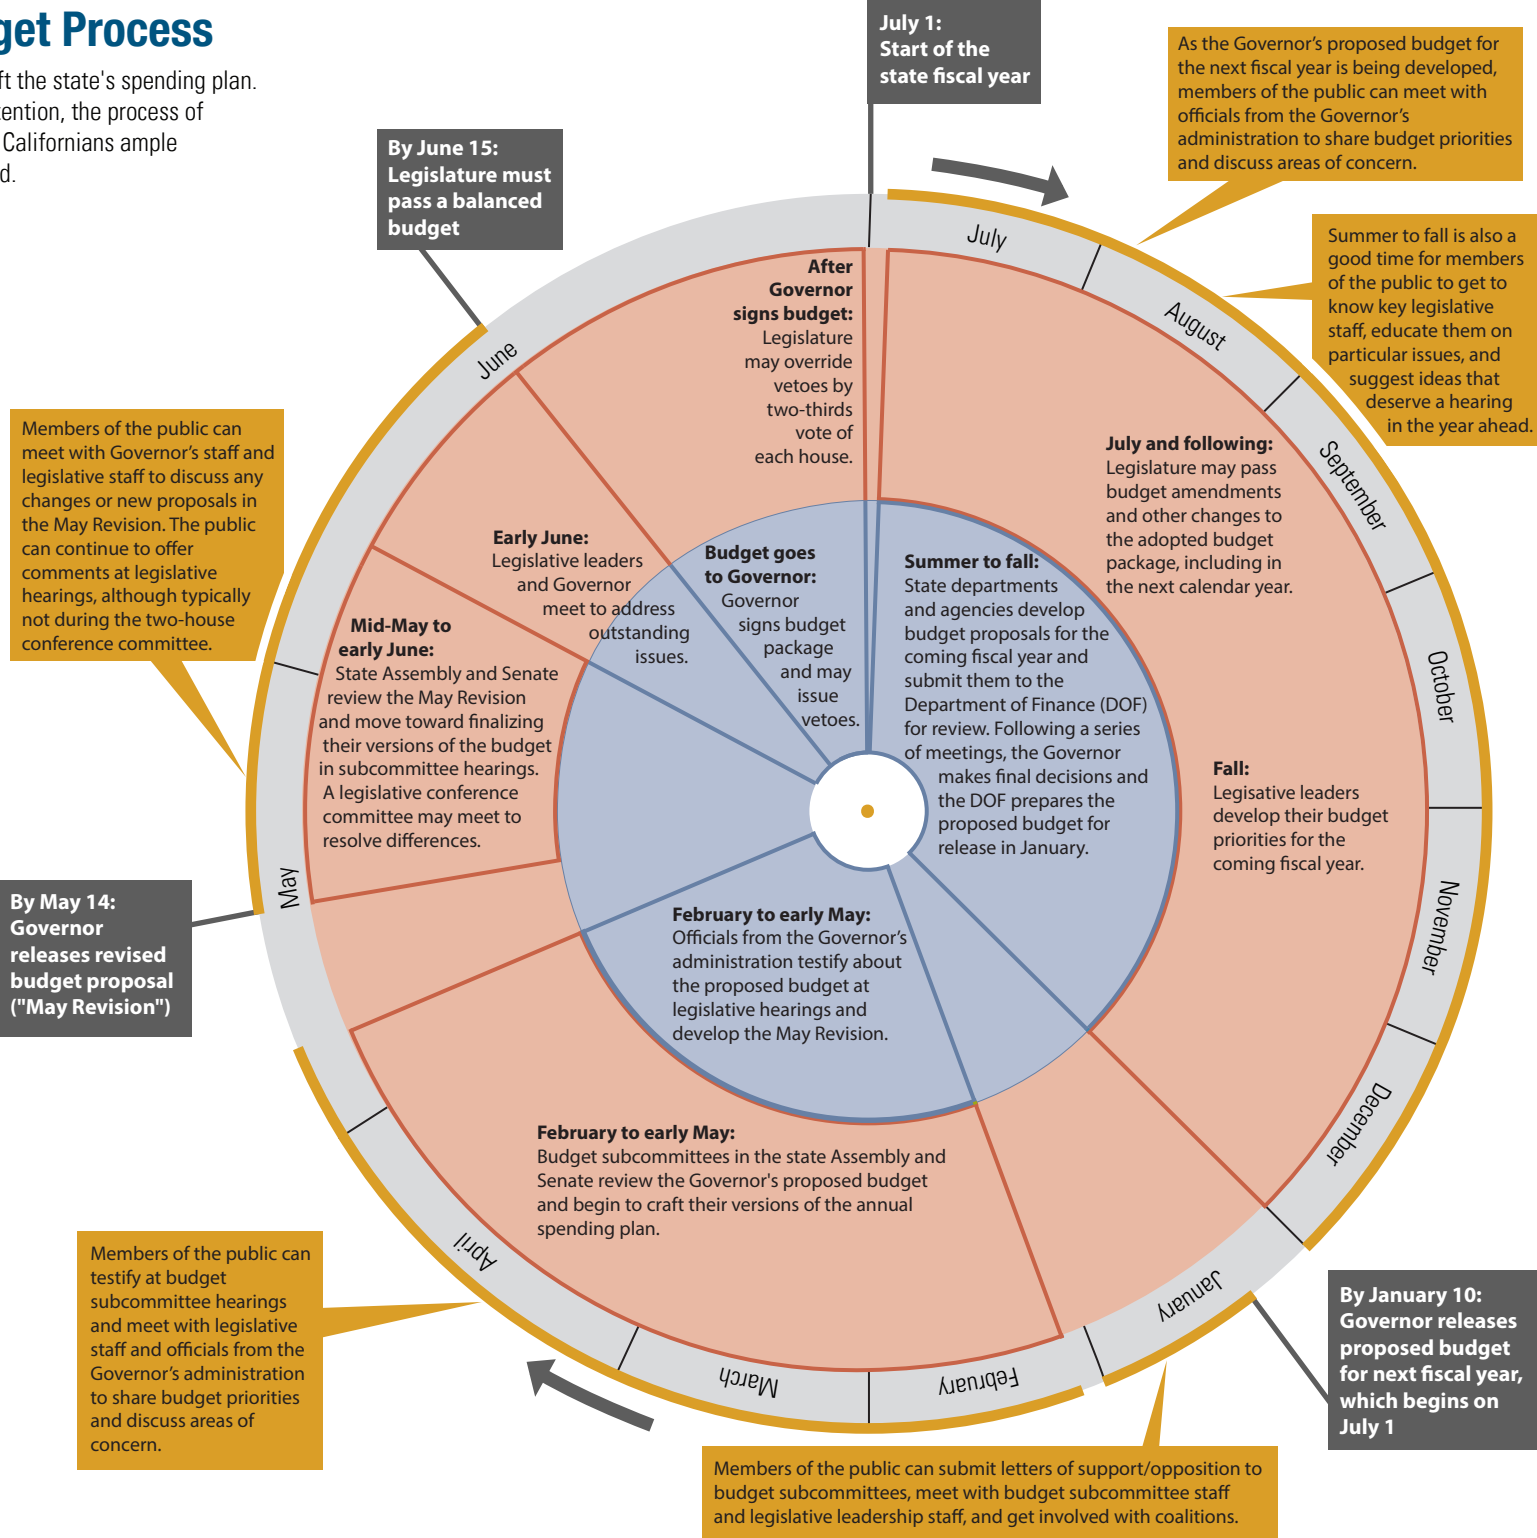 get Process
ft the state's spending plan.
tention, the process of
Californians ample
d.
July 1:
Start of the
state fiscal year
As the Governor's proposed budget for
the next fiscal year is being developed,
members of the public can meet with
officials from the Governor's
administration to share budget priorities
and discuss areas of concern.
By June 15:
Legislature must
pass a balanced
budget
Summer to fall is also a
good time for members
of the public to get to
know key legislative
staff, educate them on
particular issues, and
suggest ideas that
deserve a hearing
in the year ahead.
July
August
September
October
November
December
January
February
March
April
May
June
After
Governor
signs budget:
Legislature
may override
vetoes by
two-thirds
vote of
each house.
July and following:
Legislature may pass
budget amendments
and other changes to
the adopted budget
package, including in
the next calendar year.
Members of the public can
meet with Governor's staff and
legislative staff to discuss any
changes or new proposals in
the May Revision. The public
can continue to offer
comments at legislative
hearings, although typically
not during the two-house
conference committee.
Early June:
Legislative leaders
and Governor
meet to address
outstanding
issues.
Budget goes
to Governor:
Governor
signs budget
package
and may
issue
vetoes.
Summer to fall:
State departments
and agencies develop
budget proposals for the
coming fiscal year and
submit them to the
Department of Finance (DOF)
for review. Following a series
of meetings, the Governor
makes final decisions and
the DOF prepares the
proposed budget for
release in January.
Mid-May to
early June:
State Assembly and Senate
review the May Revision
and move toward finalizing
their versions of the budget
in subcommittee hearings.
A legislative conference
committee may meet to
resolve differences.
Fall:
Legisative leaders
develop their budget
priorities for the
coming fiscal year.
By May 14:
Governor
releases revised
budget proposal
("May Revision")
February to early May:
Officials from the Governor's
administration testify about
the proposed budget at
legislative hearings and
develop the May Revision.
February to early May:
Budget subcommittees in the state Assembly and
Senate review the Governor's proposed budget
and begin to craft their versions of the annual
spending plan.
Members of the public can
testify at budget
subcommittee hearings
and meet with legislative
staff and officials from the
Governor's administration
to share budget priorities
and discuss areas of
concern.
By January 10:
Governor releases
proposed budget
for next fiscal year,
which begins on
July 1
Members of the public can submit letters of support/opposition to
budget subcommittees, meet with budget subcommittee staff
and legislative leadership staff, and get involved with coalitions.